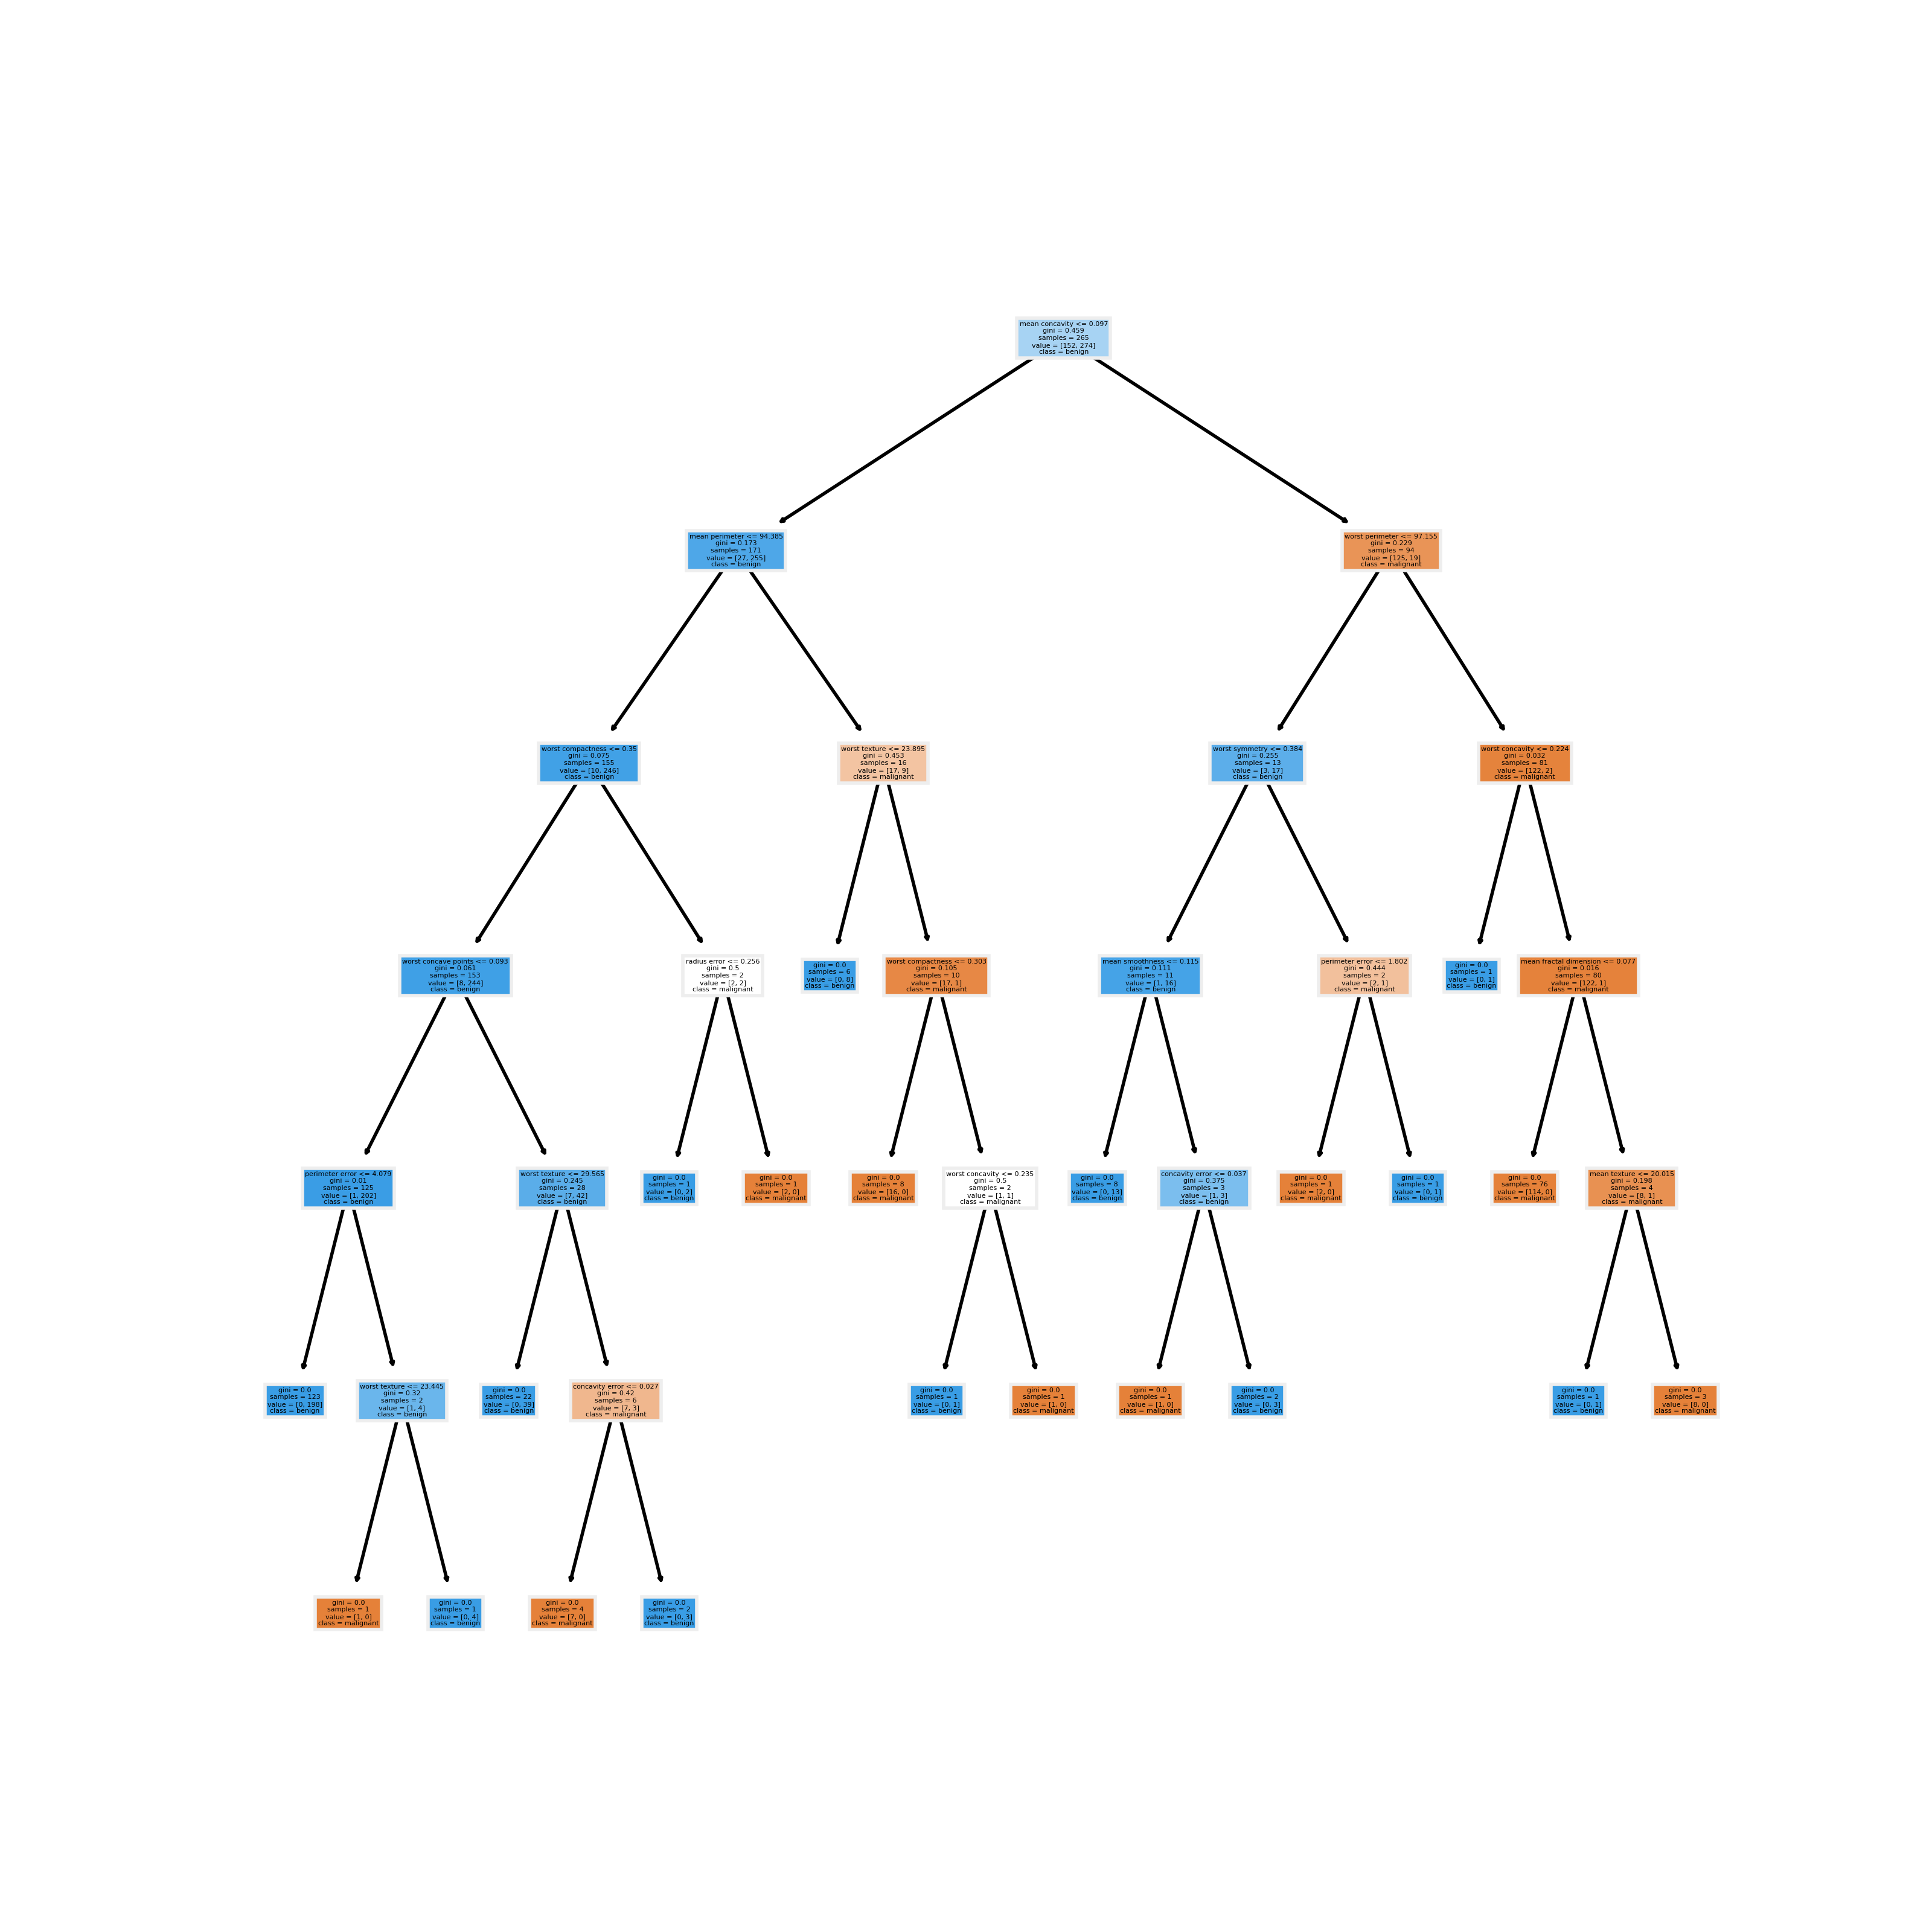 mean concavity <= 0.097
gini = 0.459
samples = 265
value = [152, 274]
class = benign
mean perimeter <= 94.385
gini = 0.173
samples = 171
value = [27, 255]
class = benign
worst perimeter <= 97.155
gini = 0.229
samples = 94
value = [125, 19]
class = malignant
worst compactness <= 0.35
gini = 0.075
samples = 155
value = [10, 246]
class = benign
worst texture <= 23.895
gini = 0.453
samples = 16
value = [17, 9]
class = malignant
worst symmetry <= 0.384
gini = 0.255
samples = 13
value = [3, 17]
class = benign
worst concavity <= 0.224
gini = 0.032
samples = 81
value = [122, 2]
class = malignant
worst concave points <= 0.093
gini = 0.061
samples = 153
value = [8, 244]
class = benign
radius error <= 0.256
gini = 0.5
samples = 2
value = [2, 2]
class = malignant
gini = 0.0
samples = 6
value = [0, 8]
class = benign
worst compactness <= 0.303
gini = 0.105
samples = 10
value = [17, 1]
class = malignant
mean smoothness <= 0.115
gini = 0.111
samples = 11
value = [1, 16]
class = benign
perimeter error <= 1.802
gini = 0.444
samples = 2
value = [2, 1]
class = malignant
gini = 0.0
samples = 1
value = [0, 1]
class = benign
mean fractal dimension <= 0.077
gini = 0.016
samples = 80
value = [122, 1]
class = malignant
perimeter error <= 4.079
gini = 0.01
samples = 125
value = [1, 202]
class = benign
worst texture <= 29.565
gini = 0.245
samples = 28
value = [7, 42]
class = benign
gini = 0.0
samples = 1
value = [0, 2]
class = benign
gini = 0.0
samples = 1
value = [2, 0]
class = malignant
gini = 0.0
samples = 8
value = [16, 0]
class = malignant
worst concavity <= 0.235
gini = 0.5
samples = 2
value = [1, 1]
class = malignant
gini = 0.0
samples = 8
value = [0, 13]
class = benign
concavity error <= 0.037
gini = 0.375
samples = 3
value = [1, 3]
class = benign
gini = 0.0
samples = 1
value = [2, 0]
class = malignant
gini = 0.0
samples = 1
value = [0, 1]
class = benign
gini = 0.0
samples = 76
value = [114, 0]
class = malignant
mean texture <= 20.015
gini = 0.198
samples = 4
value = [8, 1]
class = malignant
gini = 0.0
samples = 123
value = [0, 198]
class = benign
worst texture <= 23.445
gini = 0.32
samples = 2
value = [1, 4]
class = benign
gini = 0.0
samples = 22
value = [0, 39]
class = benign
concavity error <= 0.027
gini = 0.42
samples = 6
value = [7, 3]
class = malignant
gini = 0.0
samples = 1
value = [0, 1]
class = benign
gini = 0.0
samples = 1
value = [1, 0]
class = malignant
gini = 0.0
samples = 1
value = [1, 0]
class = malignant
gini = 0.0
samples = 2
value = [0, 3]
class = benign
gini = 0.0
samples = 1
value = [0, 1]
class = benign
gini = 0.0
samples = 3
value = [8, 0]
class = malignant
gini = 0.0
samples = 1
value = [1, 0]
class = malignant
gini = 0.0
samples = 1
value = [0, 4]
class = benign
gini = 0.0
samples = 4
value = [7, 0]
class = malignant
gini = 0.0
samples = 2
value = [0, 3]
class = benign